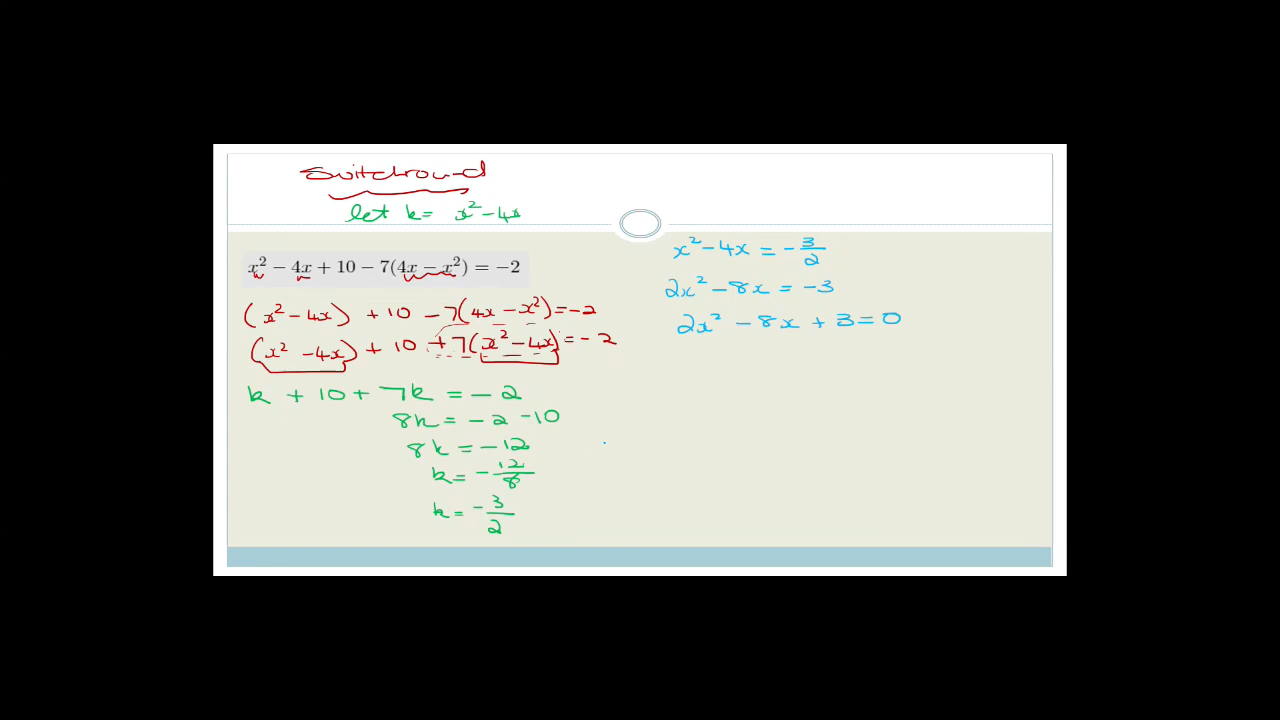 Switchround
let k = x² - 4x
x² − 4x + 10 − 7(4x − x²) = −2
(x² - 4x) + 10 - 7(4x - x²) = -2
(x² - 4x) + 10 + 7(x² - 4x) = -2
k + 10 + 7k = -2
8k = -2 -10
8k = -12
k = -12/8
k = -3/2
x² - 4x = -3/2
2x² - 8x = -3
2x² - 8x + 3 = 0